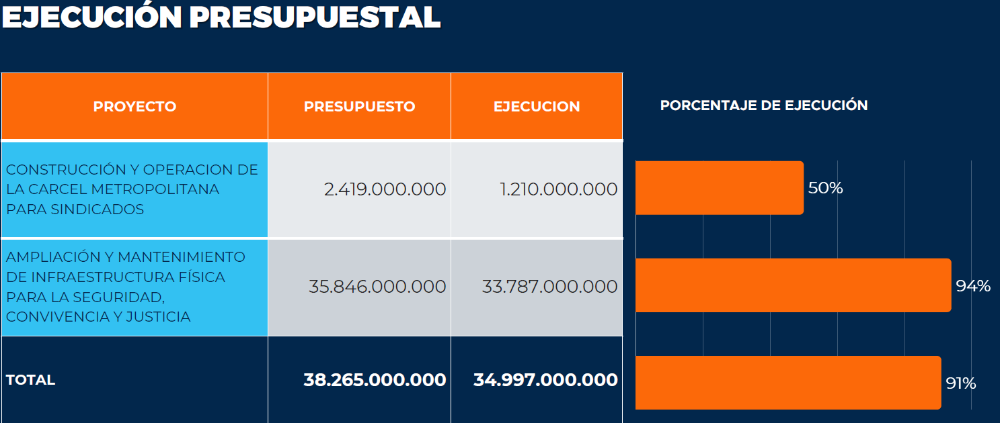 EJECUCIÓN PRESUPUESTAL
PROYECTO
PRESUPUESTO
EJECUCION
PORCENTAJE DE EJECUCIÓN
CONSTRUCCIÓN Y OPERACION DE
LA CARCEL METROPOLITANA
PARA SINDICADOS
2.419.000.000
1.210.000.000
50%
AMPLIACIÓN Y MANTENIMIENTO
DE INFRAESTRUCTURA FÍSICA
PARA LA SEGURIDAD,
CONVIVENCIA Y JUSTICIA
35.846.000.000
33.787.000.000
94%
TOTAL
38.265.000.000
34.997.000.000
91%